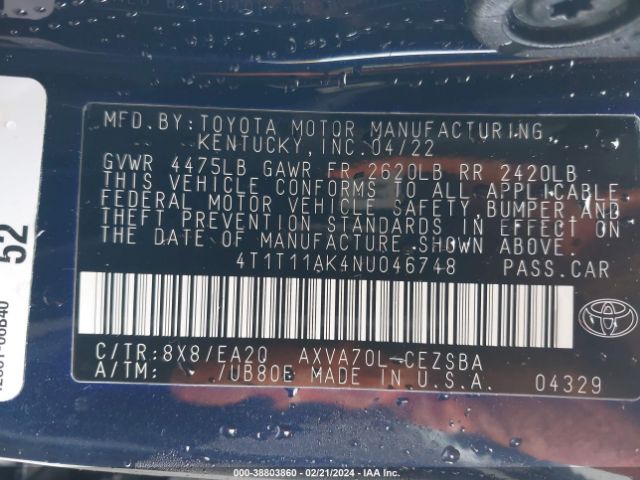 52
MFD.BY:TOYOTA MOTOR MANUFACTURING
KENTUCKY, INC. 04/22
GVWR 4475LB GAWR FR 2620LB RR 2420LB
THIS VEHICLE CONFORMS TO ALL APPLICABLE
FEDERAL MOTOR VEHICLE SAFETY, BUMPER, AND
THEFT PREVENTION STANDARDS IN EFFECT ON
THE DATE OF MANUFACTURE SHOWN ABOVE.
4T1T11AK4NU046748 PASS.CAR
C/TR:8X8/EA20 AXVA70L-CEZSBA
A/TM: /UB80E MADE IN U.S.A. 04329
TOYOTA
© - 38803860 - 02/21/2024 - IAA Inc.